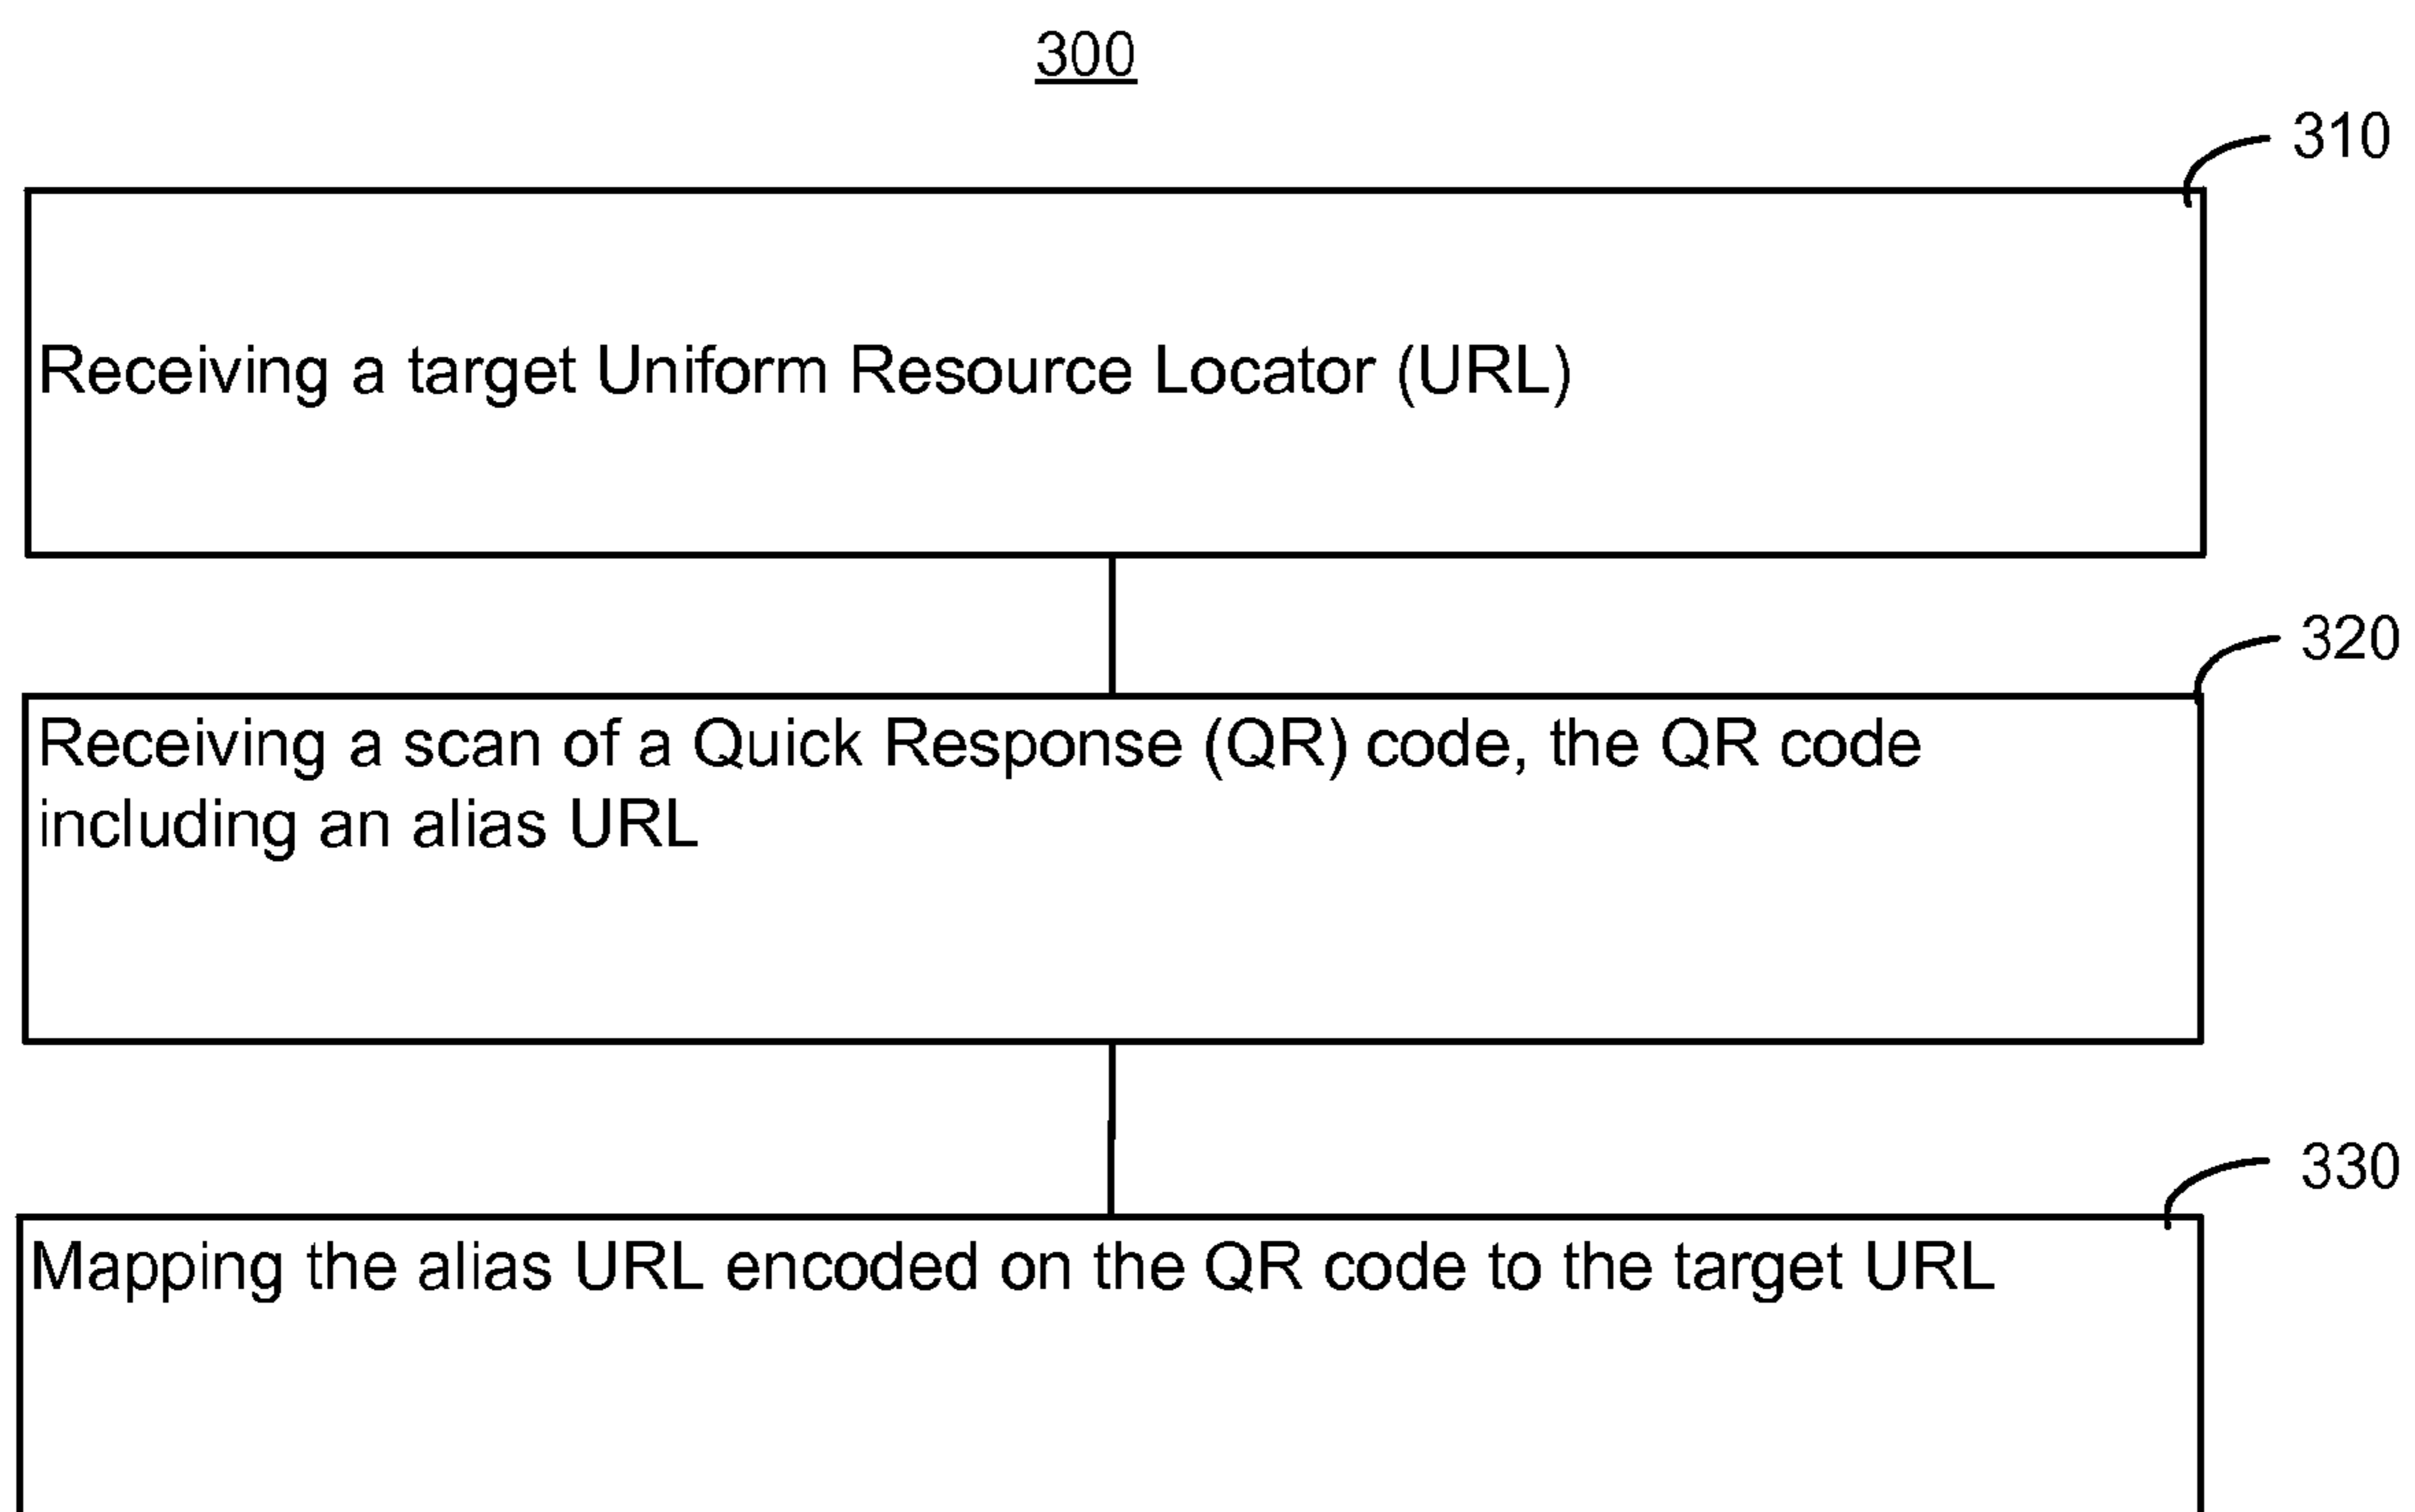 300
310
Receiving a target Uniform Resource Locator (URL)
320
Receiving a scan of a Quick Response (QR) code, the QR code
including an alias URL
330
Mapping the alias URL encoded on the QR code to the target URL